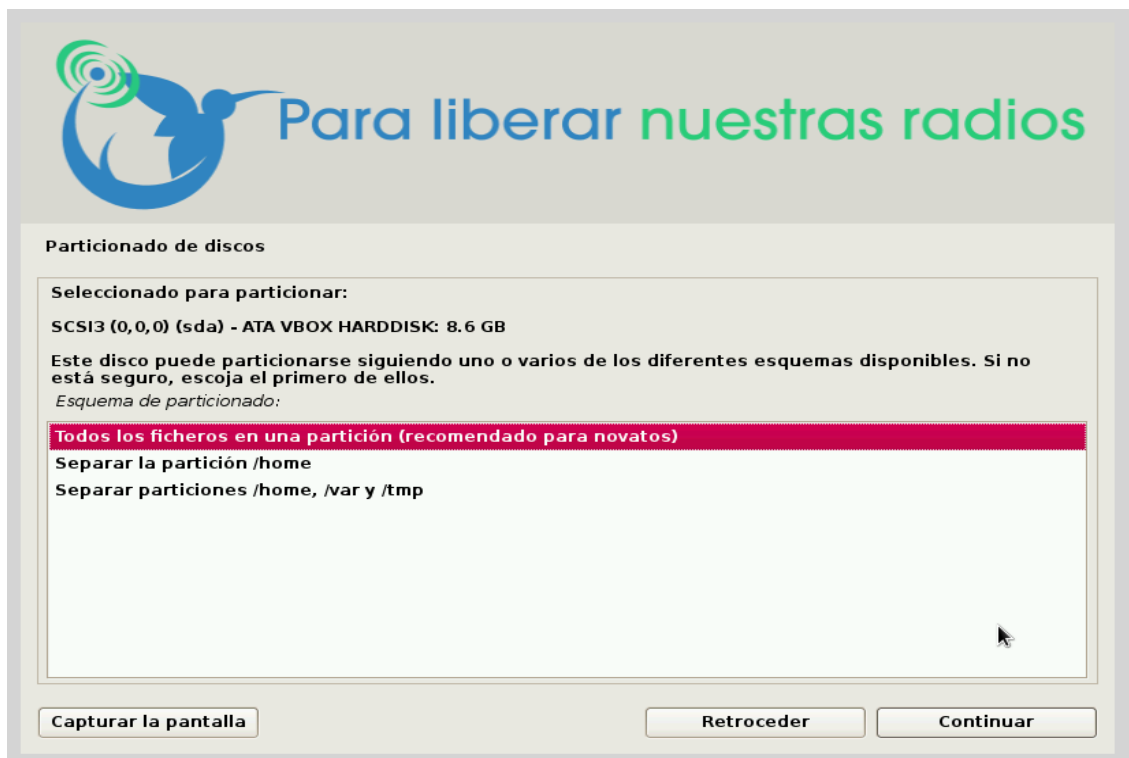 Para liberar nuestras radios
Particionado de discos
Seleccionado para particionar:
SCSI3 (0,0,0) (sda) - ATA VBOX HARDDISK: 8.6 GB
Este disco puede particionarse siguiendo uno o varios de los diferentes esquemas disponibles. Si no
está seguro, escoja el primero de ellos.
Esquema de particionado:
Todos los ficheros en una partición (recomendado para novatos)
Separar la partición /home
Separar particiones /home, /var y /tmp
Capturar la pantalla
Retroceder
Continuar